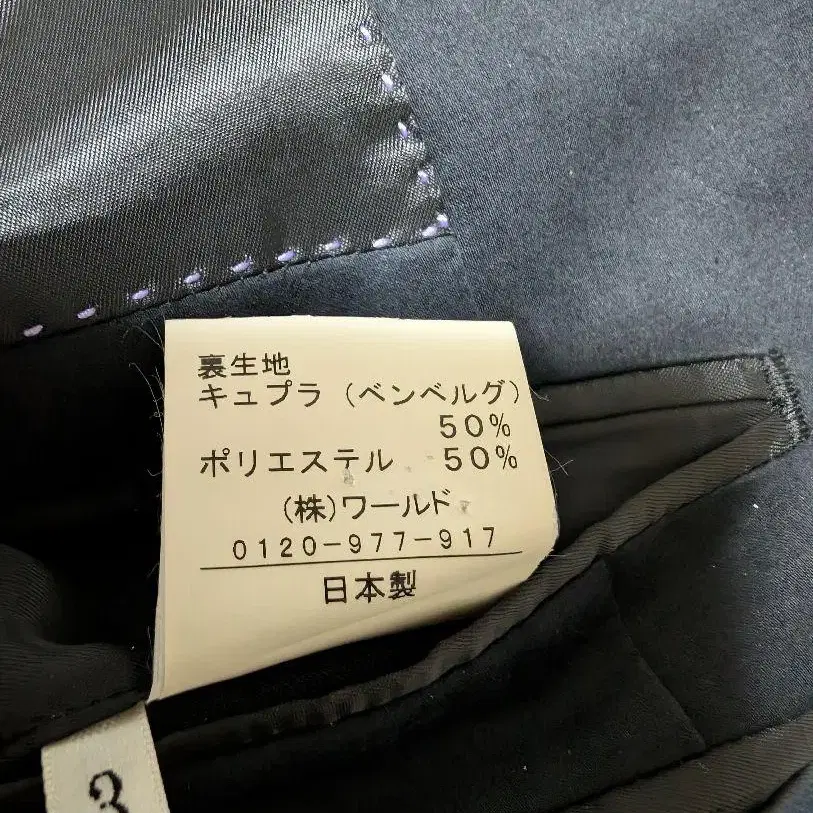 裏生地
キュプラ（ベンベルグ）
50％
ポリエステル 50％
（株）ワールド
0120-977-917
日本製
3